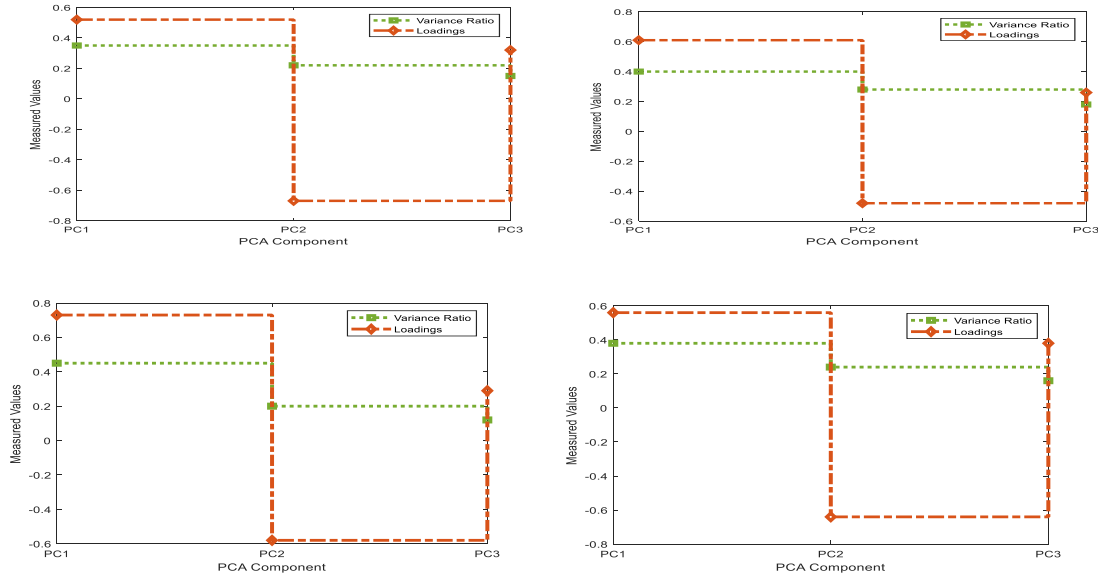 0.6
0.4
0.2
0
-0.2
-0.4
-0.6
-0.8
Measured Values
Variance Ratio
Loadings
PC1 PC2 PC3
PCA Component
0.8
0.6
0.4
0.2
0
-0.2
-0.4
-0.6
Measured Values
Variance Ratio
Loadings
PC1 PC2 PC3
PCA Component
0.8
0.6
0.4
0.2
0
-0.2
-0.4
-0.6
Measured Values
Variance Ratio
Loadings
PC1 PC2 PC3
PCA Component
0.6
0.4
0.2
0
-0.2
-0.4
-0.6
-0.8
Measured Values
Variance Ratio
Loadings
PC1 PC2 PC3
PCA Component